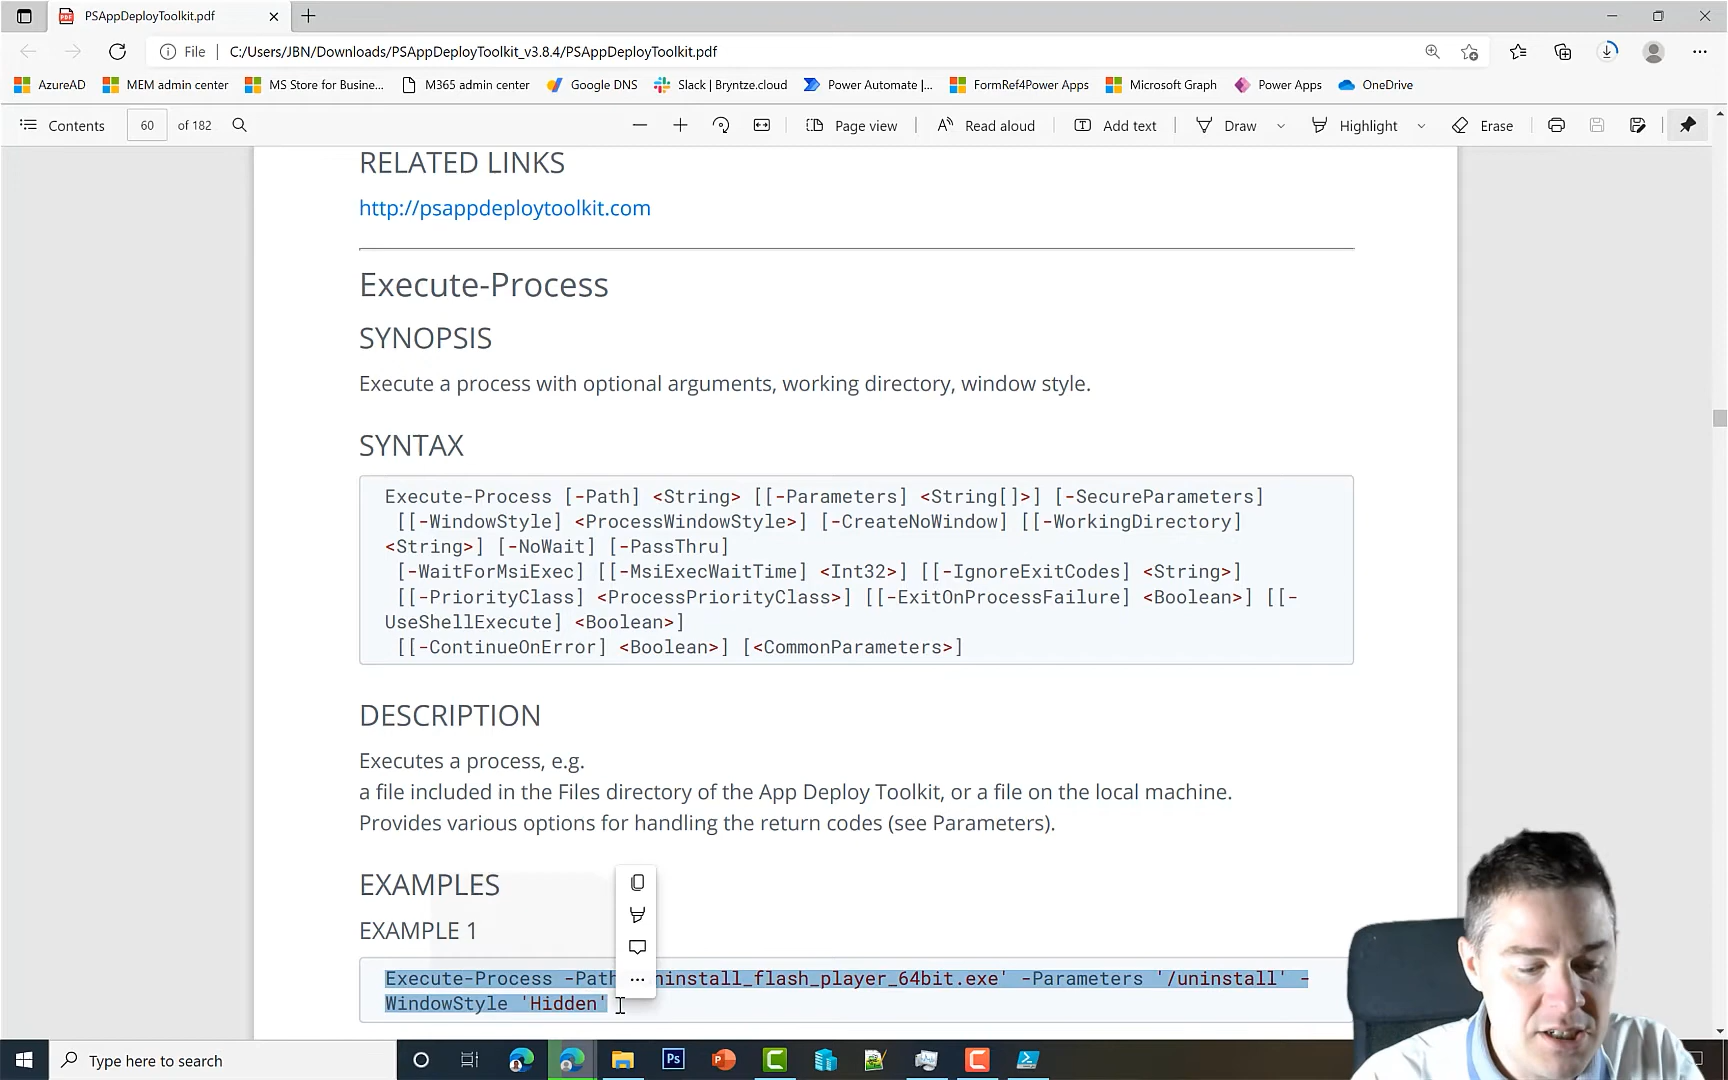 PSAppDeployToolkit.pdf
File
C:/Users/JBN/Downloads/PSAppDeployToolkit_v3.8.4/PSAppDeployToolkit.pdf
AzureAD
MEM admin center
MS Store for Busine...
M365 admin center
Google DNS
Slack | Bryntze.cloud
Power Automate |...
FormRef4Power Apps
Microsoft Graph
Power Apps
OneDrive
Contents
60
of 182
Page view
Read aloud
Add text
Draw
Highlight
Erase
RELATED LINKS
http://psappdeploytoolkit.com
Execute-Process
SYNOPSIS
Execute a process with optional arguments, working directory, window style.
SYNTAX
Execute-Process [-Path] <String> [[-Parameters] <String[]>] [-SecureParameters]
[[-WindowStyle] <ProcessWindowStyle>] [-CreateNoWindow] [[-WorkingDirectory]
<String>] [-NoWait] [-PassThru]
[-WaitForMsiExec] [[-MsiExecWaitTime] <Int32>] [[-IgnoreExitCodes] <String>]
[[-PriorityClass] <ProcessPriorityClass>] [[-ExitOnProcessFailure] <Boolean>] [[-
UseShellExecute] <Boolean>]
[[-ContinueOnError] <Boolean>] [<CommonParameters>]
DESCRIPTION
Executes a process, e.g.
a file included in the Files directory of the App Deploy Toolkit, or a file on the local machine.
Provides various options for handling the return codes (see Parameters).
EXAMPLES
EXAMPLE 1
Execute-Process -Path ninstall_flash_player_64bit.exe' -Parameters '/uninstall' -
WindowStyle 'Hidden'
Type here to search
Ps